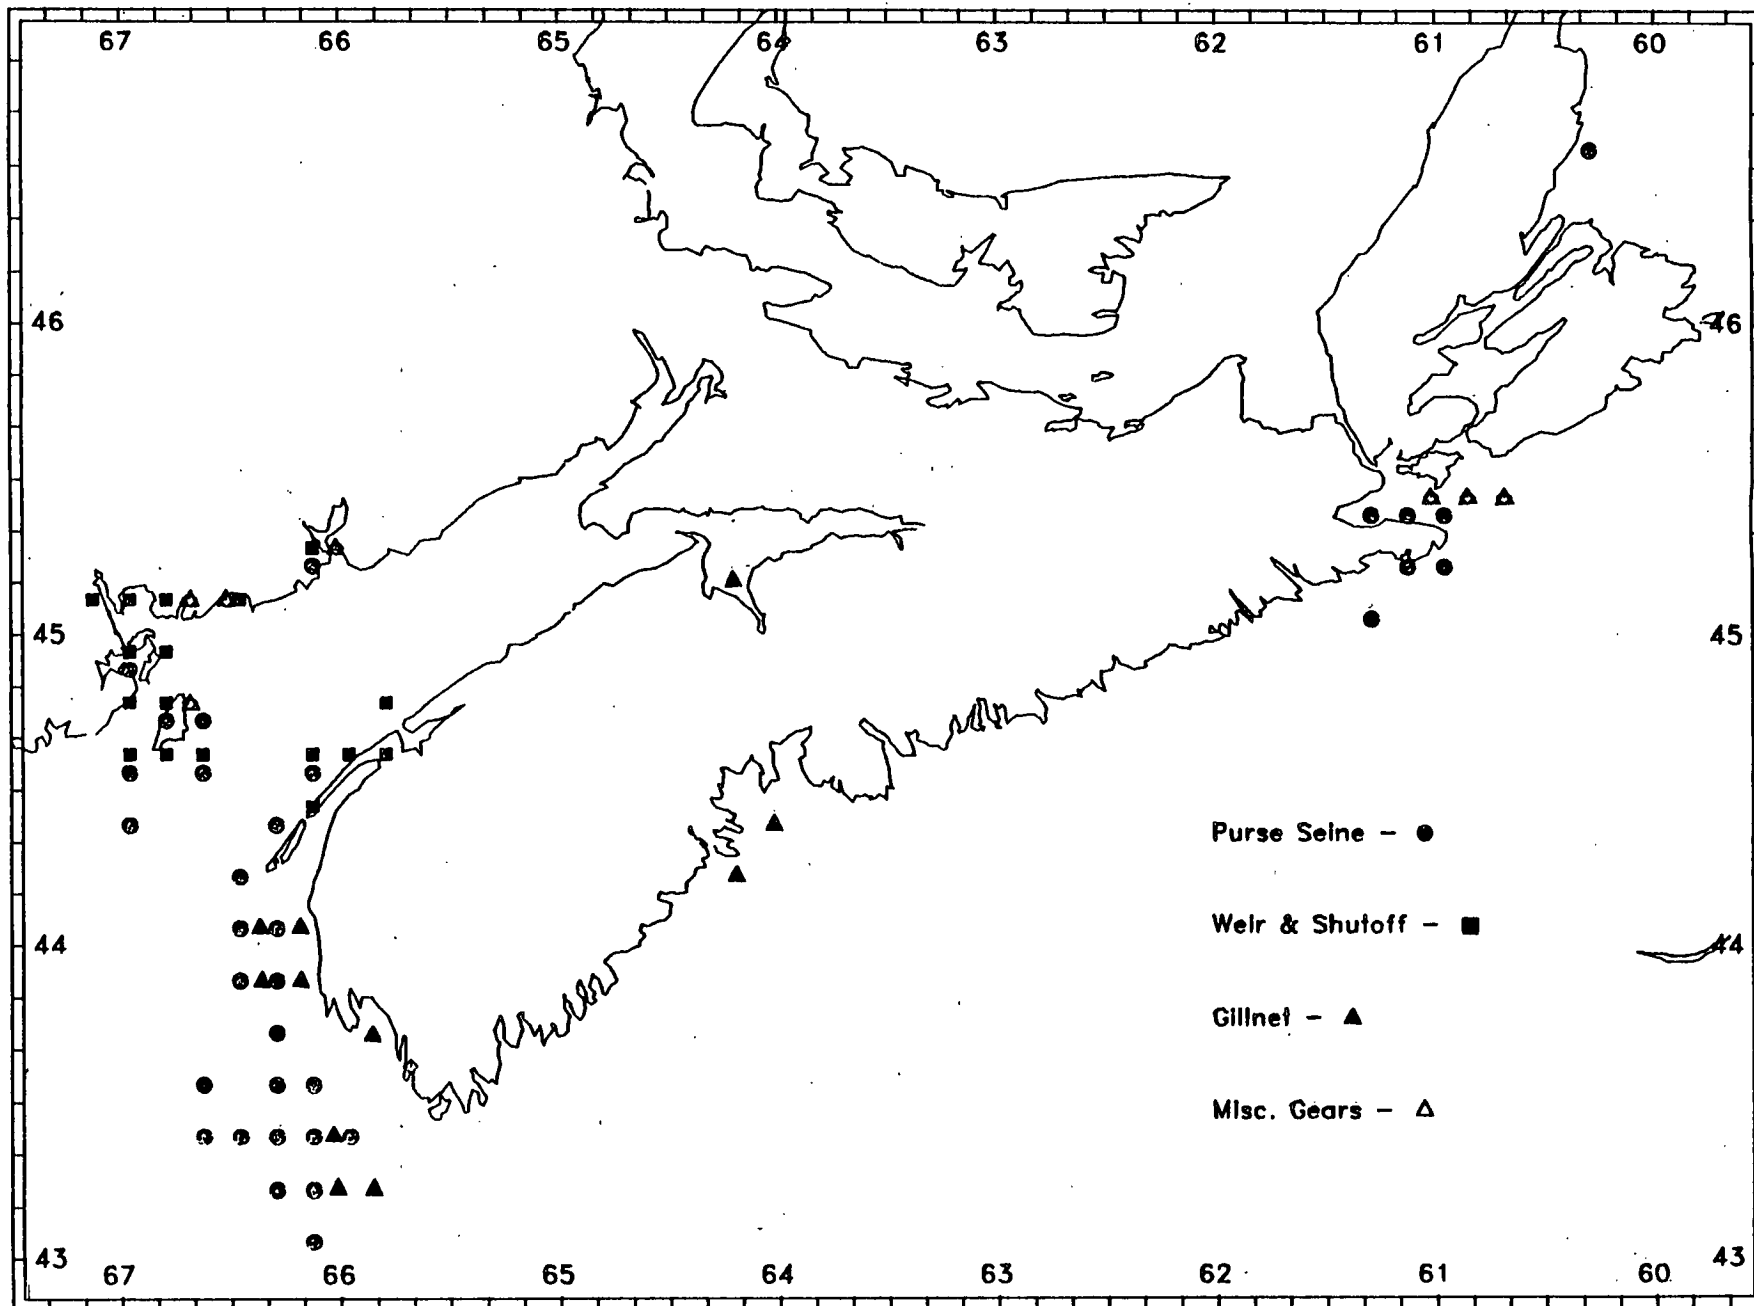 67 66 65 64 63 62 61 60
46 46
45 45
Purse Seine -
Weir & Shutoff -
44 44
Gillnet -
Misc. Gears -
43 43
67 66 65 64 63 62 61 60